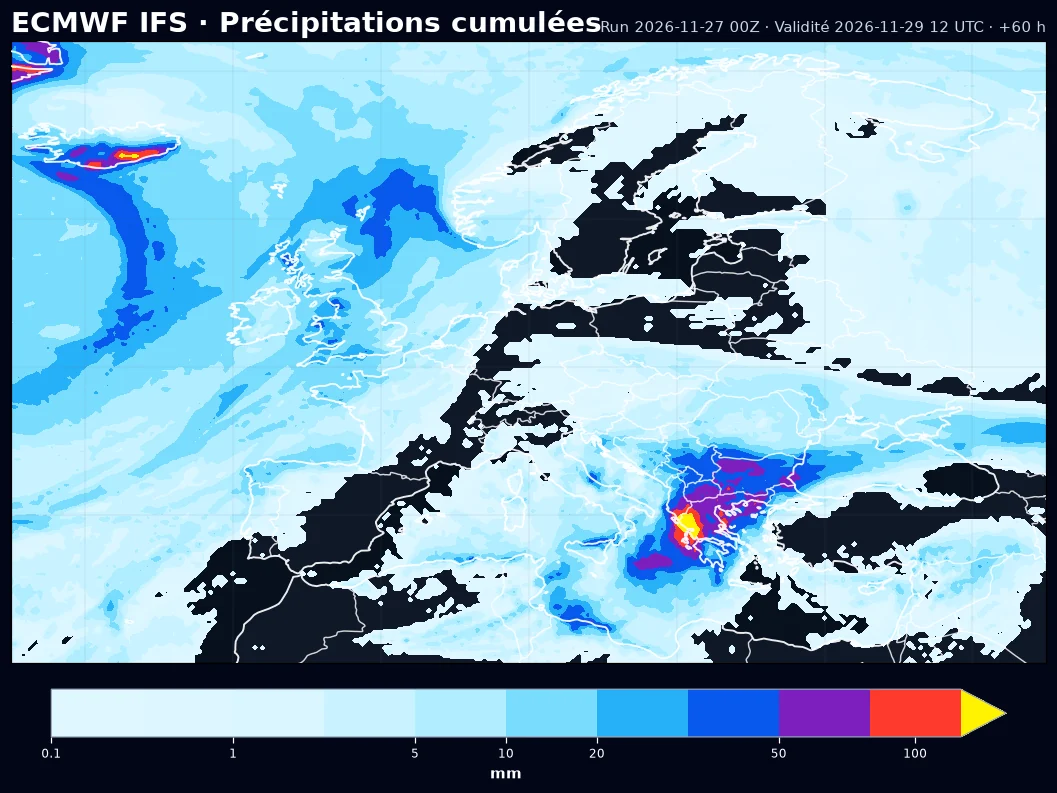 ECMWF IFS · Précipitations cumulées
Run 2026-11-27 00Z · Validité 2026-11-29 12 UTC · +60 h
0.1 1 5 10 20 50 100
mm